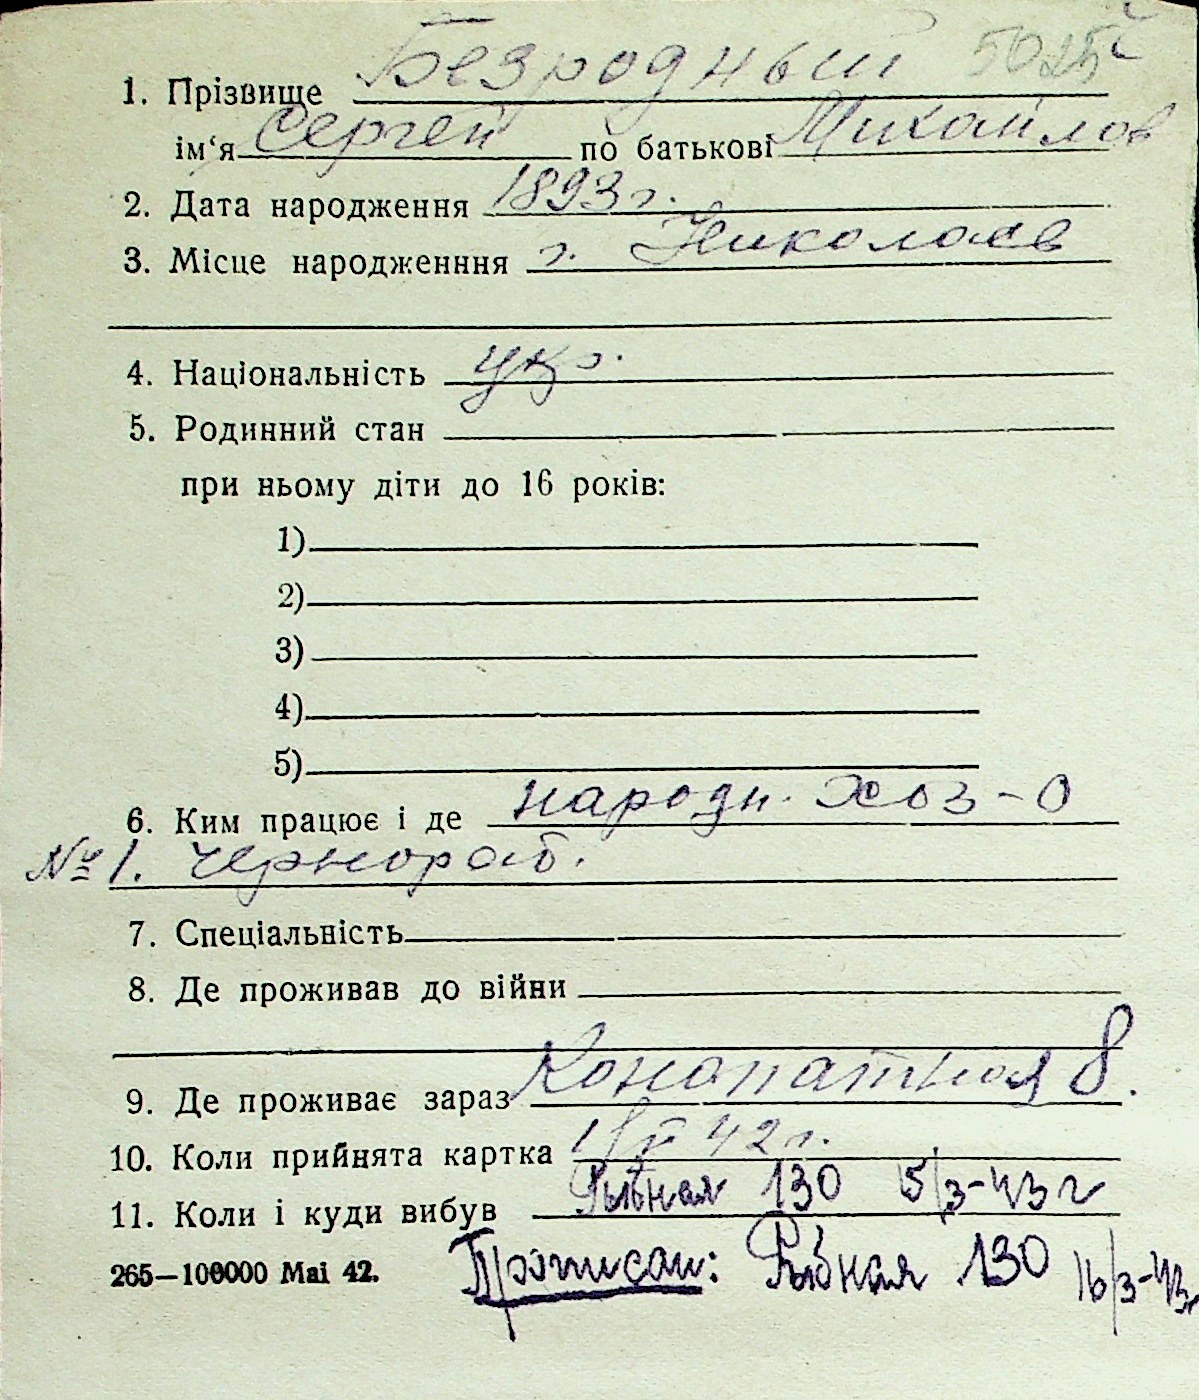 1. Прізвище Безродный
ім‘я Сергей по батькові Михайлов
2. Дата народження 1893 г.
3. Місце народженння г. Николаев
4. Національність укр.
5. Родинний стан
при ньому діти до 16 років:
1)
2)
3)
4)
5)
6. Ким працює і де народн. хоз-о
№ 1. чернораб.
7. Спеціальність
8. Де проживав до війни
9. Де проживає зараз Конопатная 8.
10. Коли прийнята картка 42 г.
11. Коли і куди вибув Рыбная 130 15/3-43 г
265—100000 Mai 42. Прописан: Рыбная 130 16/3-43